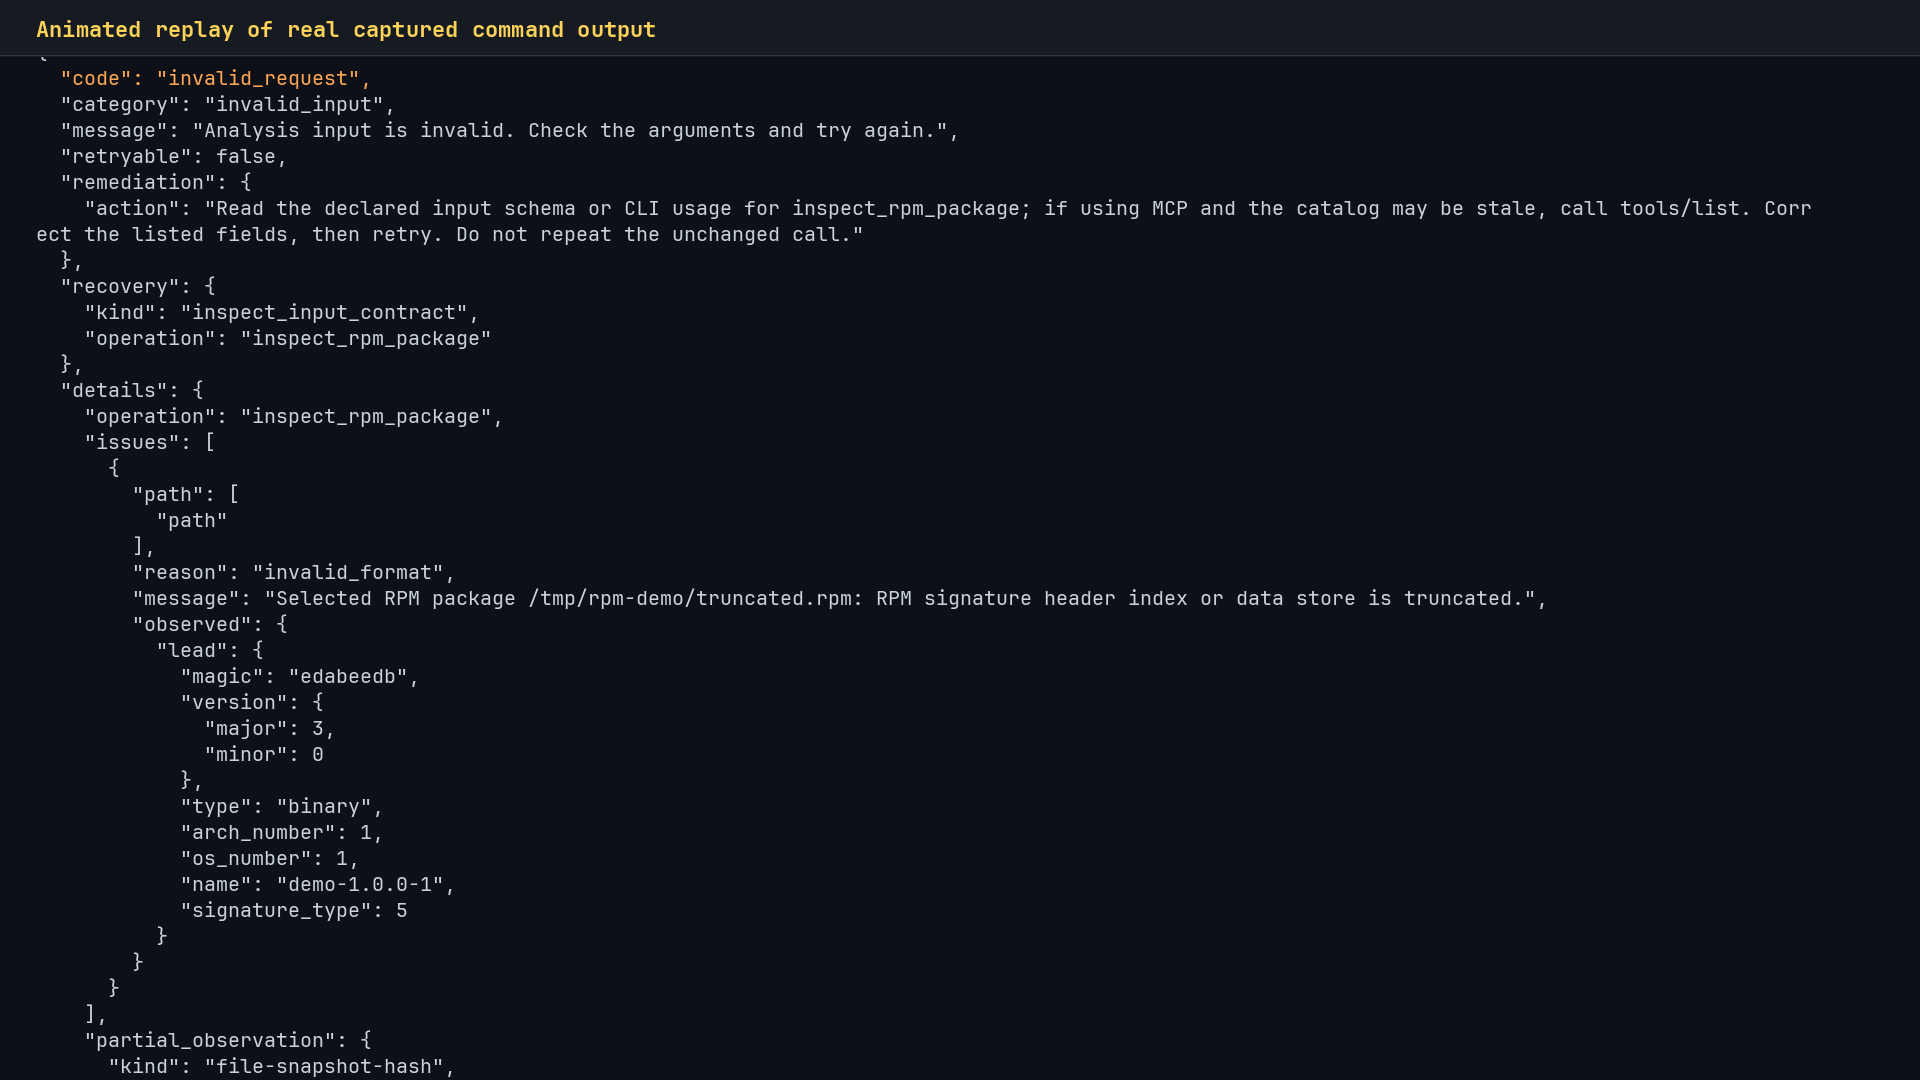 Animated replay of real captured command output
{
  "code": "invalid_request",
  "category": "invalid_input",
  "message": "Analysis input is invalid. Check the arguments and try again.",
  "retryable": false,
  "remediation": {
    "action": "Read the declared input schema or CLI usage for inspect_rpm_package; if using MCP and the catalog may be stale, call tools/list. Corr
ect the listed fields, then retry. Do not repeat the unchanged call."
  },
  "recovery": {
    "kind": "inspect_input_contract",
    "operation": "inspect_rpm_package"
  },
  "details": {
    "operation": "inspect_rpm_package",
    "issues": [
      {
        "path": [
          "path"
        ],
        "reason": "invalid_format",
        "message": "Selected RPM package /tmp/rpm-demo/truncated.rpm: RPM signature header index or data store is truncated.",
        "observed": {
          "lead": {
            "magic": "edabeedb",
            "version": {
              "major": 3,
              "minor": 0
            },
            "type": "binary",
            "arch_number": 1,
            "os_number": 1,
            "name": "demo-1.0.0-1",
            "signature_type": 5
          }
        }
      }
    ],
    "partial_observation": {
      "kind": "file-snapshot-hash",